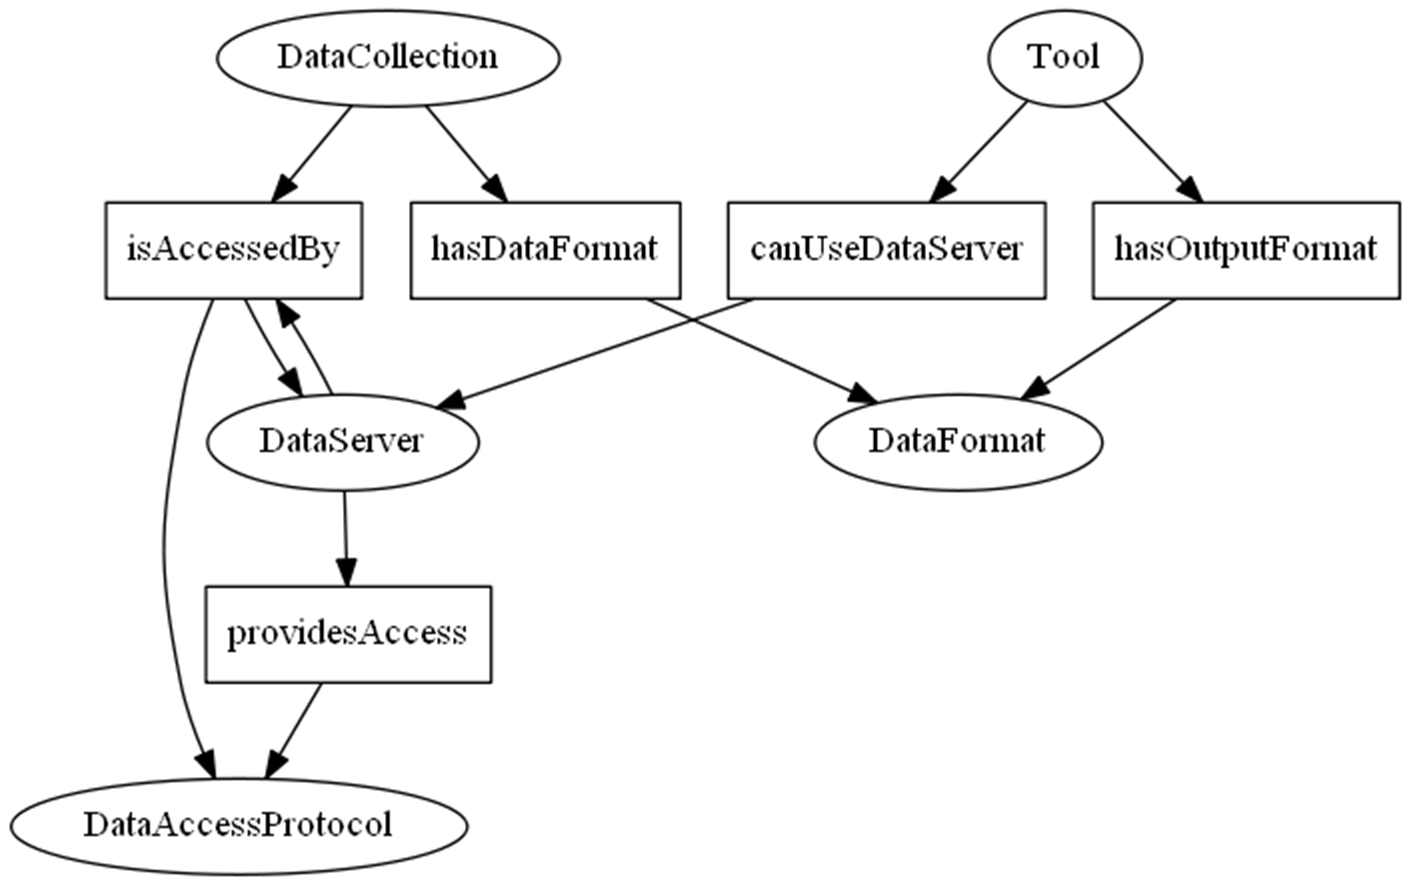 DataCollection
Tool
isAccessedBy
hasDataFormat
canUseDataServer
hasOutputFormat
DataServer
DataFormat
providesAccess
DataAccessProtocol